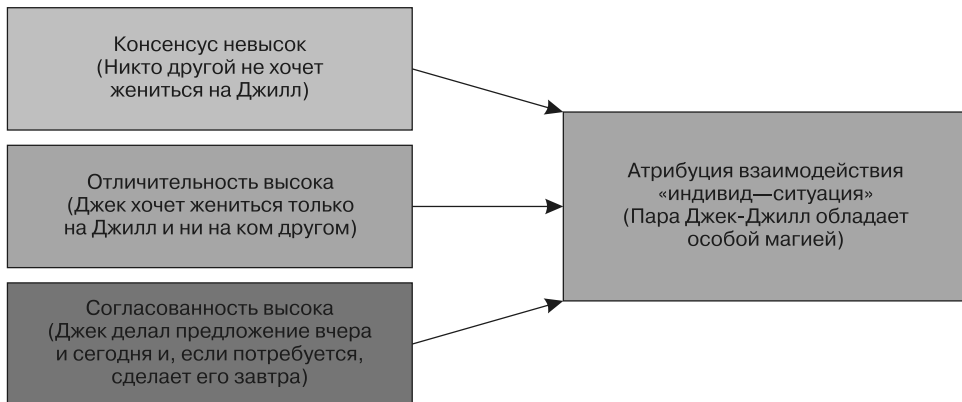 Консенсус невысок
(Никто другой не хочет
жениться на Джилл)
Отличительность высока
(Джек хочет жениться только
на Джилл и ни на ком другом)
Согласованность высока
(Джек делал предложение вчера
и сегодня и, если потребуется,
сделает его завтра)
Атрибуция взаимодействия
«индивид—ситуация»
(Пара Джек-Джилл обладает
особой магией)